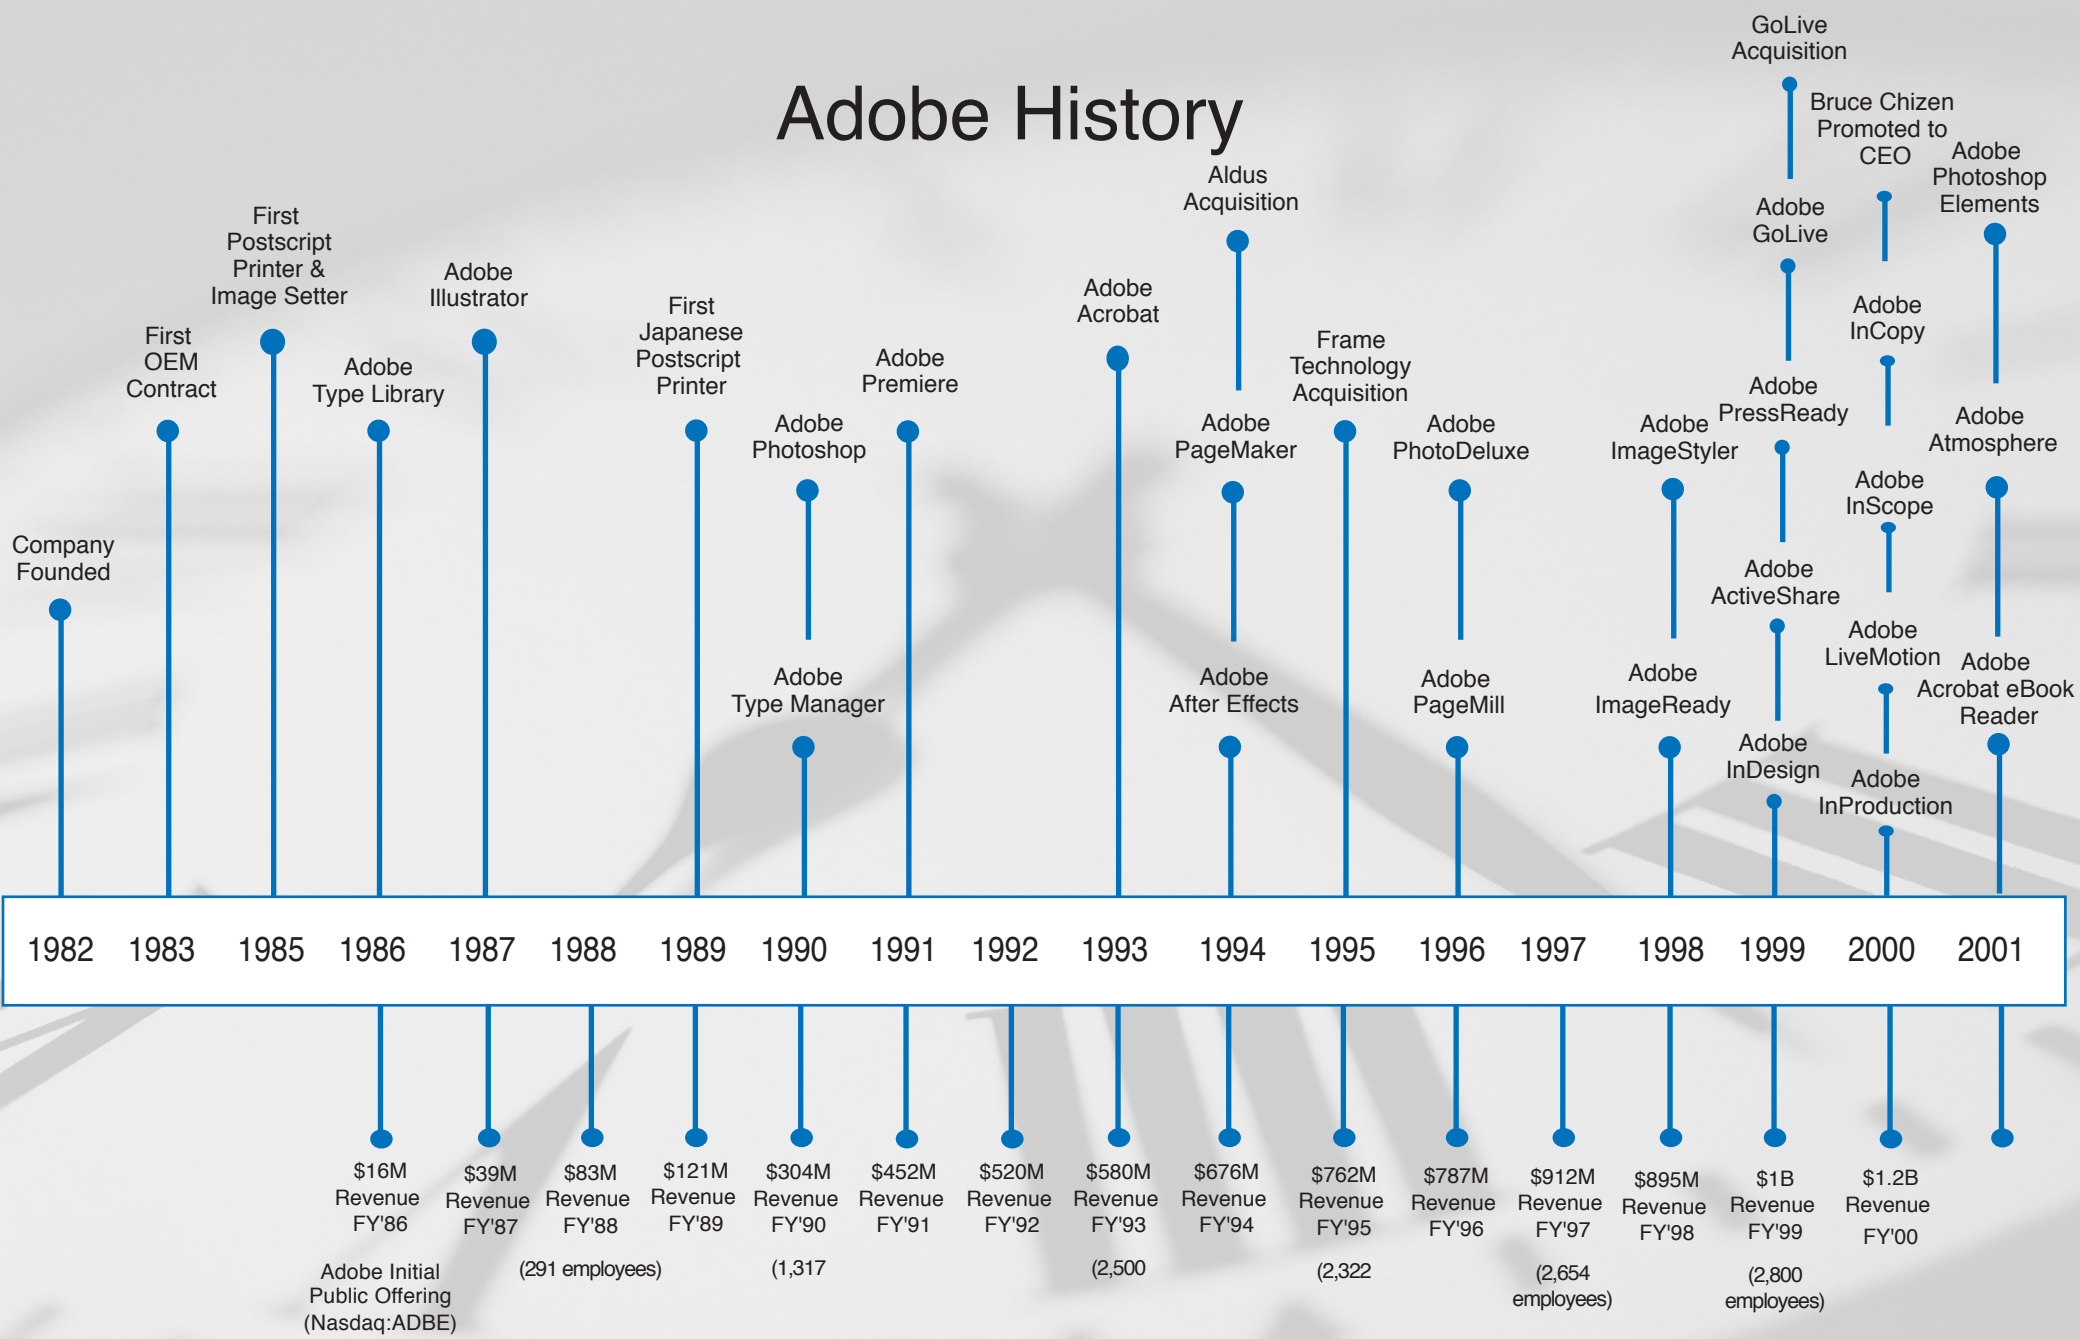 Adobe History
Company
Founded
First
OEM
Contract
First
Postscript
Printer &
Image Setter
Adobe
Type Library
Adobe
Illustrator
First
Japanese
Postscript
Printer
Adobe
Photoshop
Adobe
Type Manager
Adobe
Premiere
Adobe
Acrobat
Aldus
Acquisition
Adobe
PageMaker
Adobe
After Effects
Frame
Technology
Acquisition
Adobe
PhotoDeluxe
Adobe
PageMill
Adobe
ImageStyler
Adobe
ImageReady
GoLive
Acquisition
Adobe
GoLive
Adobe
PressReady
Adobe
ActiveShare
Adobe
InDesign
Bruce Chizen
Promoted to
CEO
Adobe
InCopy
Adobe
InScope
Adobe
LiveMotion
Adobe
InProduction
Adobe
Photoshop
Elements
Adobe
Atmosphere
Adobe
Acrobat eBook
Reader
1982 1983 1985 1986 1987 1988 1989 1990 1991 1992 1993 1994 1995 1996 1997 1998 1999 2000 2001
$16M
Revenue
FY'86
Adobe Initial
Public Offering
(Nasdaq:ADBE)
$39M
Revenue
FY'87
$83M
Revenue
FY'88
(291 employees)
$121M
Revenue
FY'89
$304M
Revenue
FY'90
(1,317
$452M
Revenue
FY'91
$520M
Revenue
FY'92
$580M
Revenue
FY'93
(2,500
$676M
Revenue
FY'94
$762M
Revenue
FY'95
(2,322
$787M
Revenue
FY'96
$912M
Revenue
FY'97
(2,654
employees)
$895M
Revenue
FY'98
$1B
Revenue
FY'99
(2,800
employees)
$1.2B
Revenue
FY'00